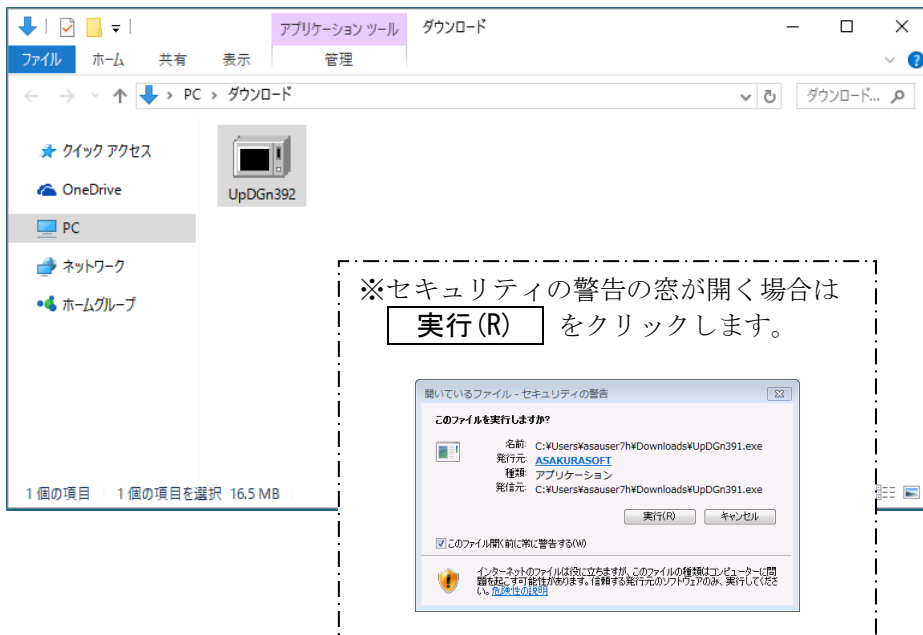 アプリケーション ツール
ダウンロード
ファイル
ホーム
共有
表示
管理
PC
ダウンロード
ダウンロード...
クイック アクセス
OneDrive
PC
ネットワーク
ホームグループ
UpDGn392
1 個の項目
1 個の項目を選択 16.5 MB
※セキュリティの警告の窓が開く場合は
実行(R) をクリックします。
開いているファイル - セキュリティの警告
このファイルを実行しますか?
名前: C:¥Users¥asauser7h¥Downloads¥UpDGn391.exe
発行元: ASAKURASOFT
種類: アプリケーション
発信元: C:¥Users¥asauser7h¥Downloads¥UpDGn391.exe
実行(R)
キャンセル
このファイル開く前に常に警告する(W)
インターネットのファイルは役に立ちますが、このファイルの種類はコンピューターに問
題を起こす可能性があります。信頼する発行元のソフトウェアのみ、実行してくださ
い。危険性の説明